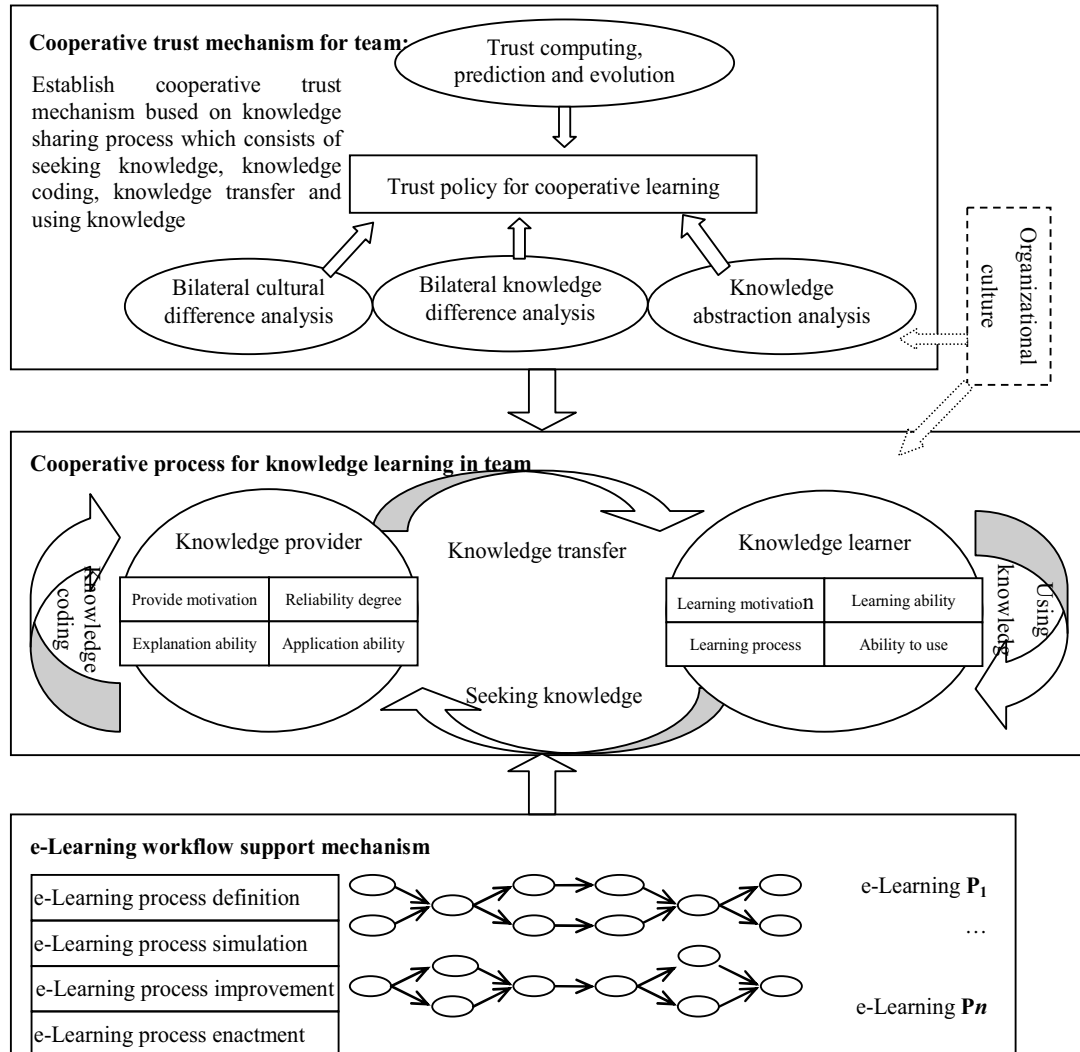 Cooperative trust mechanism for team:
Establish cooperative trust
mechanism bused on knowledge
sharing process which consists of
seeking knowledge, knowledge
coding, knowledge transfer and
using knowledge
Trust computing,
prediction and evolution
Trust policy for cooperative learning
Bilateral cultural
difference analysis
Bilateral knowledge
difference analysis
Knowledge
abstraction analysis
Organizational
culture
Cooperative process for knowledge learning in team
Knowledge
coding
Knowledge provider
Provide motivation
Reliability degree
Explanation ability
Application ability
Knowledge transfer
Seeking knowledge
Knowledge learner
Learning motivation
Learning ability
Learning process
Ability to use
Using
knowledg
e-Learning workflow support mechanism
e-Learning process definition
e-Learning process simulation
e-Learning process improvement
e-Learning process enactment
e-Learning P1
…
e-Learning Pn